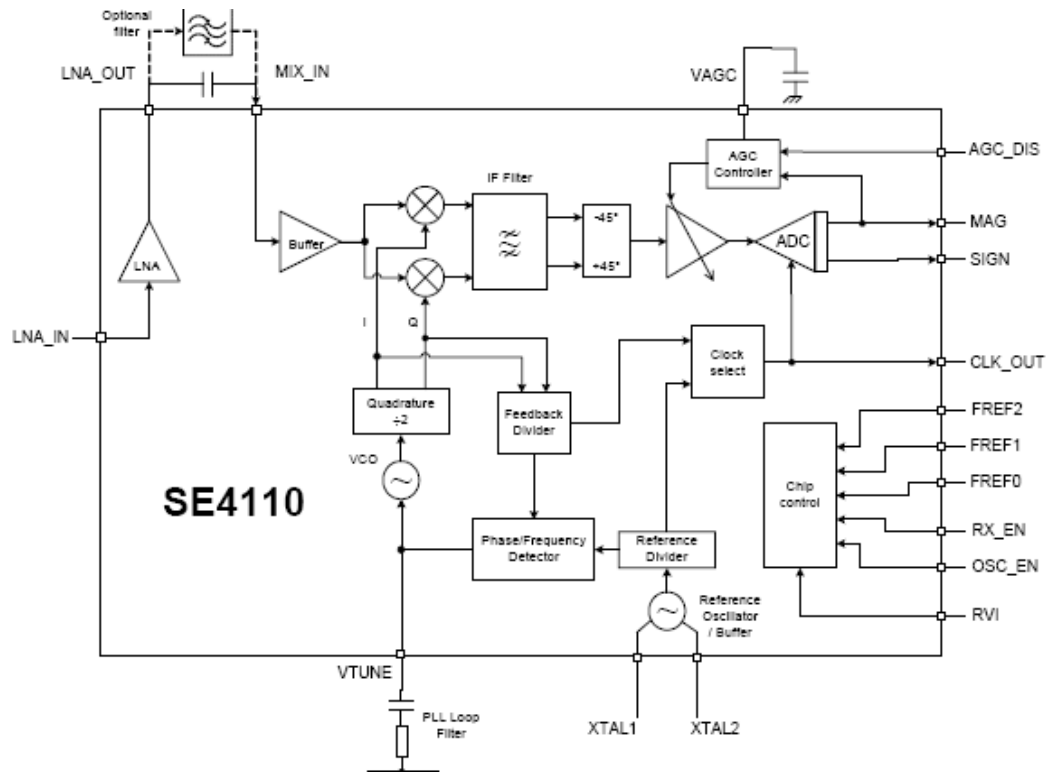 Optional
filter
LNA_OUT
MIX_IN
VAGC
AGC_DIS
AGC
Controller
IF Filter
-45°
+45°
MAG
ADC
SIGN
Buffer
LNA
LNA_IN
I
Q
Clock
select
CLK_OUT
Quadrature
÷2
Feedback
Divider
FREF2
FREF1
FREF0
RX_EN
OSC_EN
RVI
Chip
control
VCO
SE4110
Phase/Frequency
Detector
Reference
Divider
Reference
Oscillator
/ Buffer
VTUNE
PLL Loop
Filter
XTAL1
XTAL2